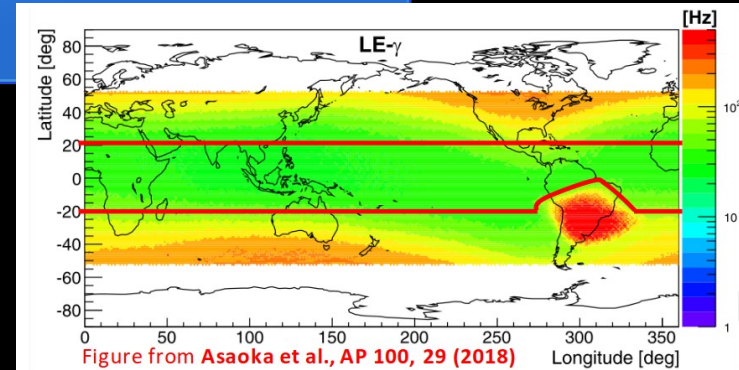 [Hz]
LE-γ
Latitude [deg]
80
60
40
20
0
-20
-40
-60
-80
10²
10
1
0 50 100 150 200 250 300 350
Longitude [deg]
Figure from Asaoka et al., AP 100, 29 (2018)